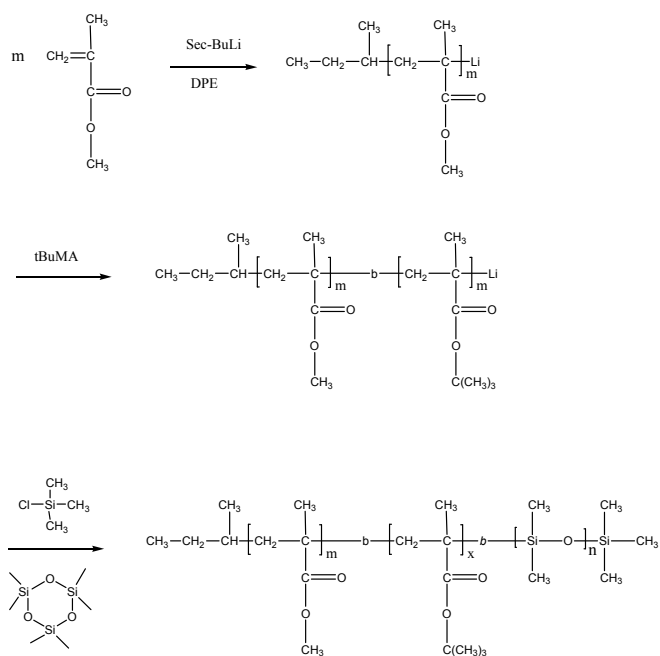 CH₃ CH₃ CH₃
Sec-BuLi
m CH₂=C CH₃—CH₂—CH—[CH₂—C—]m—Li
DPE
C=O C=O
O O
CH₃ CH₃
tBuMA
CH₃ CH₃ CH₃
CH₃—CH₂—CH—[CH₂—C—]m—b—[CH₂—C—]m—Li
C=O C=O
O O
CH₃ C(CH₃)₃
CH₃
Cl—Si—CH₃
CH₃
CH₃ CH₃ CH₃ CH₃ CH₃
CH₃—CH₂—CH—[CH₂—C—]m—b—[CH₂—C—]x—b—[Si—O—]n—Si—CH₃
CH₃ CH₃
Si O Si
O O
Si
C=O C=O
O O
CH₃ C(CH₃)₃